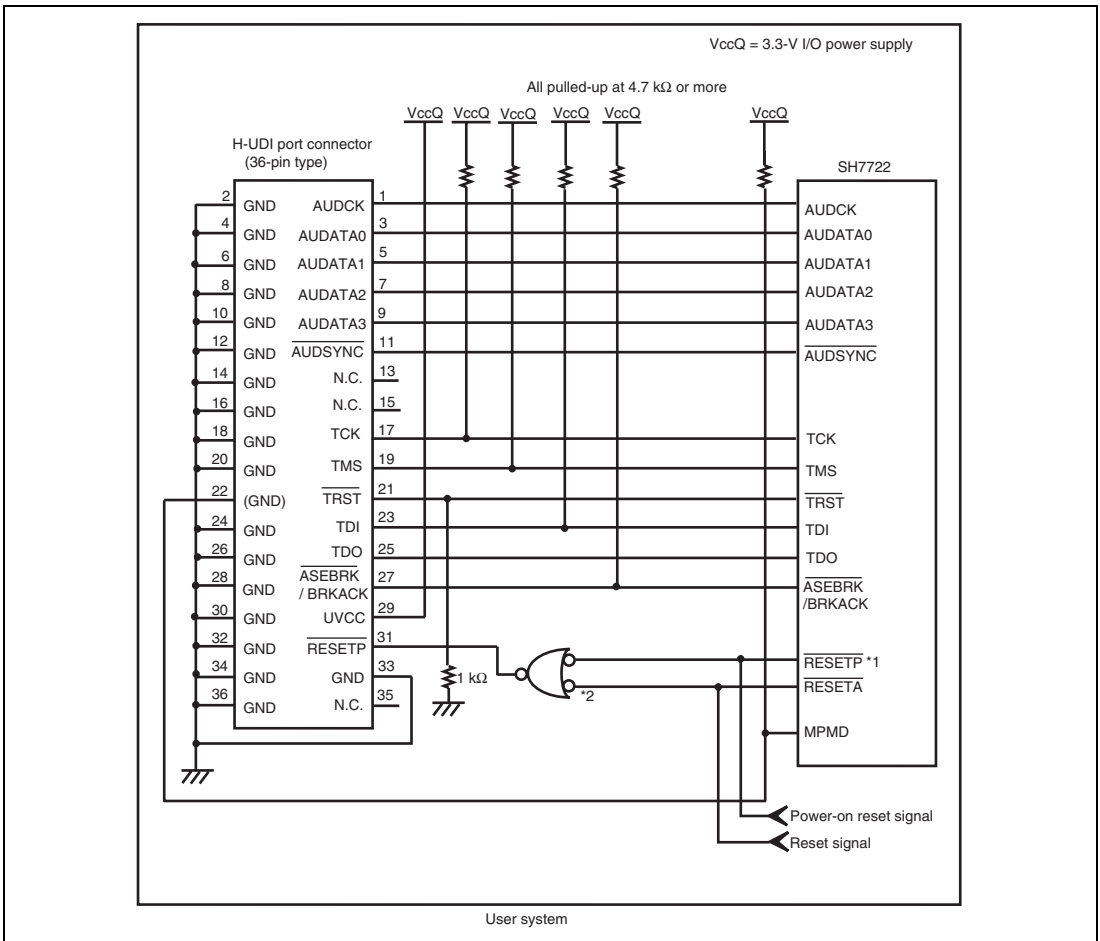 VccQ = 3.3-V I/O power supply
All pulled-up at 4.7 kΩ or more
VccQ VccQ VccQ VccQ VccQ VccQ
H-UDI port connector
(36-pin type)
SH7722
2 GND AUDCK 1 AUDCK
4 GND AUDATA0 3 AUDATA0
6 GND AUDATA1 5 AUDATA1
8 GND AUDATA2 7 AUDATA2
10 GND AUDATA3 9 AUDATA3
12 GND AUDSYNC 11 AUDSYNC
14 GND N.C. 13
16 GND N.C. 15
18 GND TCK 17 TCK
20 GND TMS 19 TMS
22 (GND) TRST 21 TRST
24 GND TDI 23 TDI
26 GND TDO 25 TDO
28 GND ASEBRK / BRKACK 27 ASEBRK /BRKACK
30 GND UVCC 29
32 GND RESETP 31 RESETP *1
34 GND GND 33 1 kΩ *2 RESETA
36 GND N.C. 35
MPMD
Power-on reset signal
Reset signal
User system